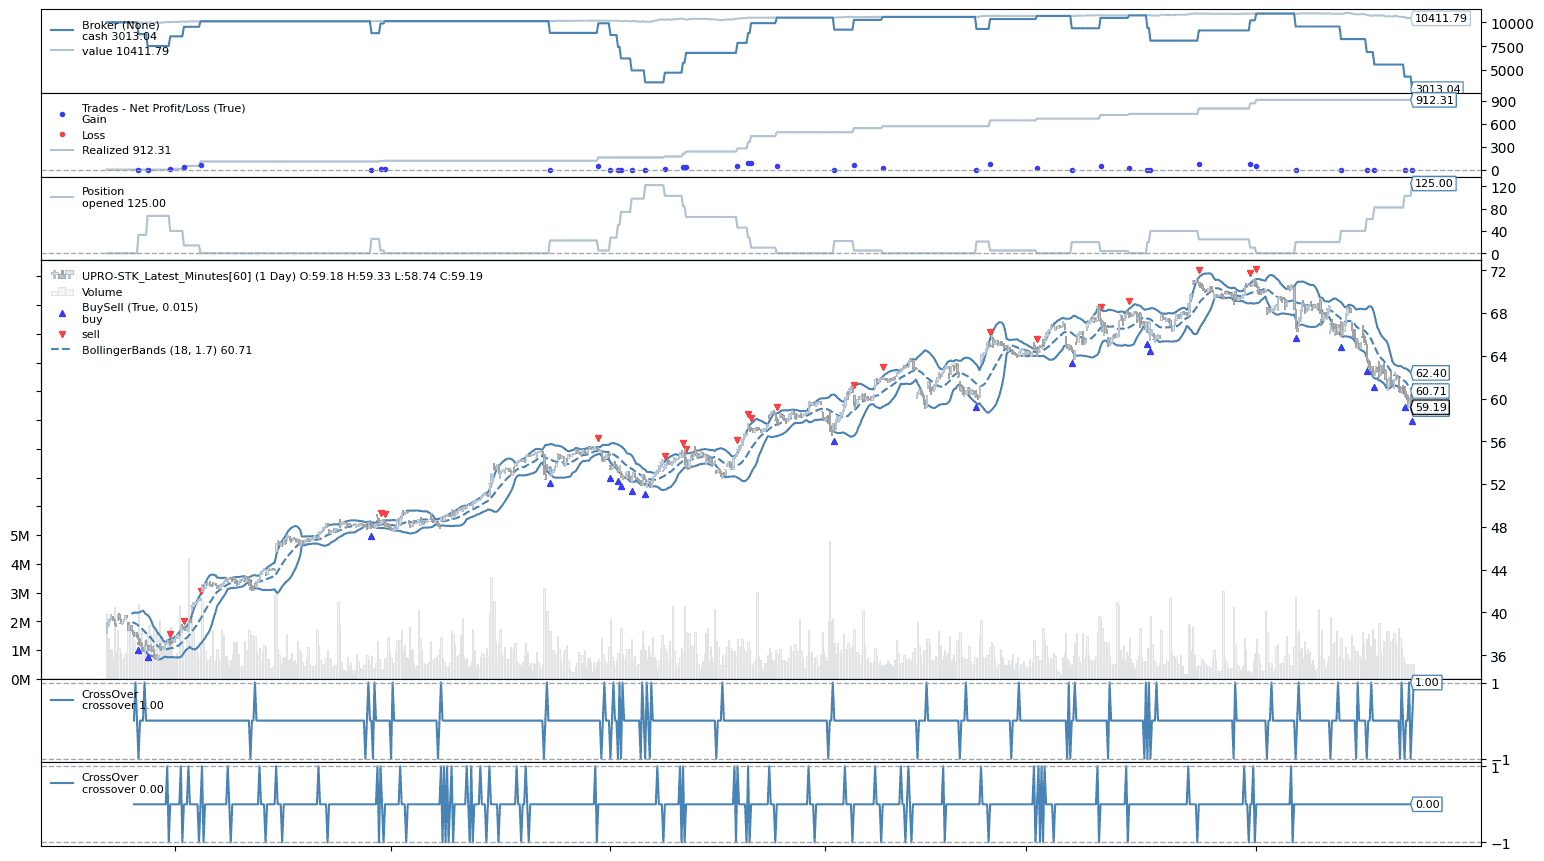 Broker (None)
cash 3013.04
value 10411.79
10411.79
10000
7500
5000
3013.04
Trades - Net Profit/Loss (True)
Gain
Loss
Realized 912.31
912.31
900
600
300
0
Position
opened 125.00
125.00
120
80
40
0
UPRO-STK_Latest_Minutes[60] (1 Day) O:59.18 H:59.33 L:58.74 C:59.19
Volume
BuySell (True, 0.015)
buy
sell
BollingerBands (18, 1.7) 60.71
72
68
64
62.40
60.71
60
59.19
56
52
48
44
40
36
5M
4M
3M
2M
1M
0M
CrossOver
crossover 1.00
1.00
1
−1
CrossOver
crossover 0.00
1
0.00
−1